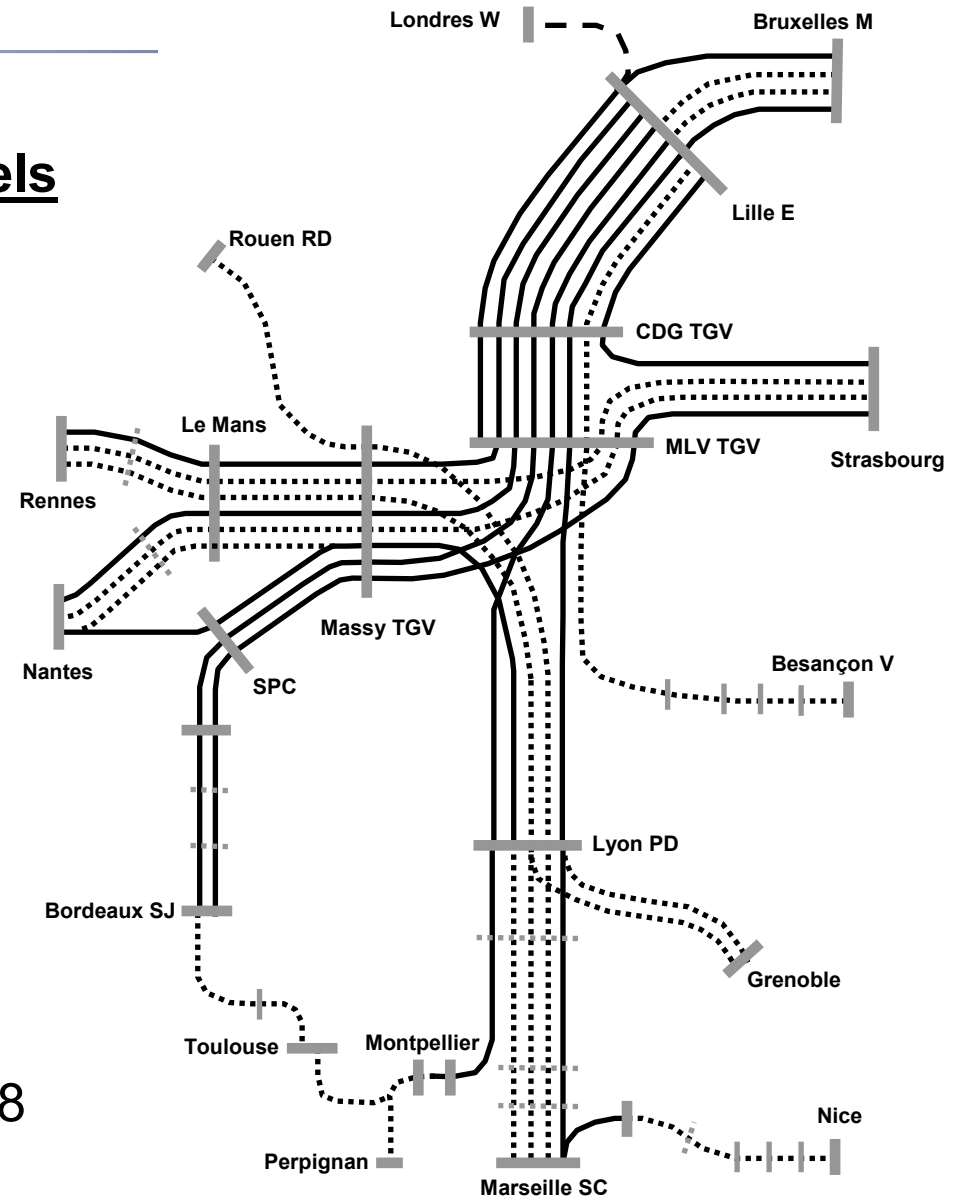 Londres W
Bruxelles M
els
Lille E
Rouen RD
CDG TGV
Le Mans
MLV TGV
Strasbourg
Rennes
Massy TGV
Nantes
SPC
Besançon V
Lyon PD
Bordeaux SJ
Grenoble
Toulouse
Montpellier
8
Nice
Perpignan
Marseille SC